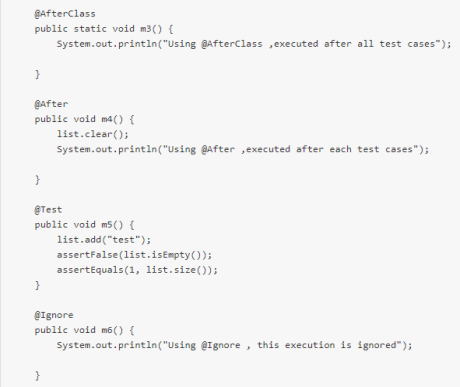 @AfterClass
public static void m3() {
System.out.println("Using @AfterClass ,executed after all test cases");
}
@After
public void m4() {
list.clear();
System.out.println("Using @After ,executed after each test cases");
}
@Test
public void m5() {
list.add("test");
assertFalse(list.isEmpty());
assertEquals(1, list.size());
}
@Ignore
public void m6() {
System.out.println("Using @Ignore , this execution is ignored");
}